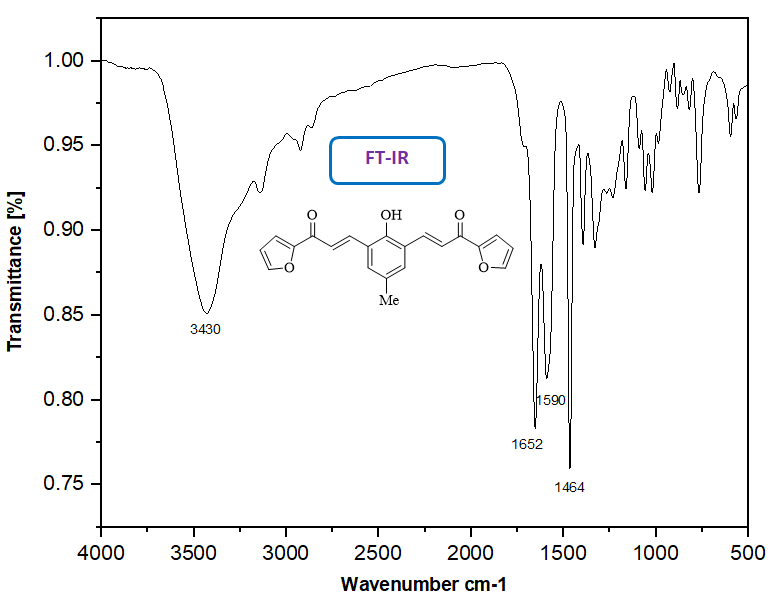 1.00
0.95
0.90
0.85
0.80
0.75
Transmittance [%]
FT-IR
O
OH
O
O
O
Me
3430
1590
1652
1464
4000
3500
3000
2500
2000
1500
1000
500
Wavenumber cm-1